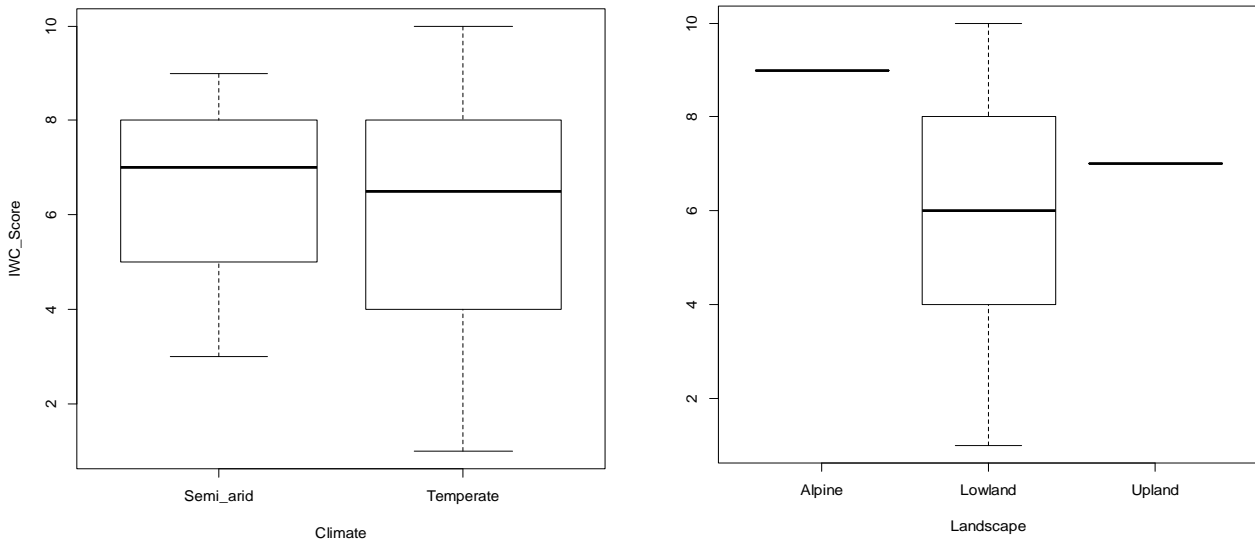 IWC_Score
10
8
6
4
2
Semi_arid
Temperate
Climate
10
8
6
4
2
Alpine
Lowland
Upland
Landscape